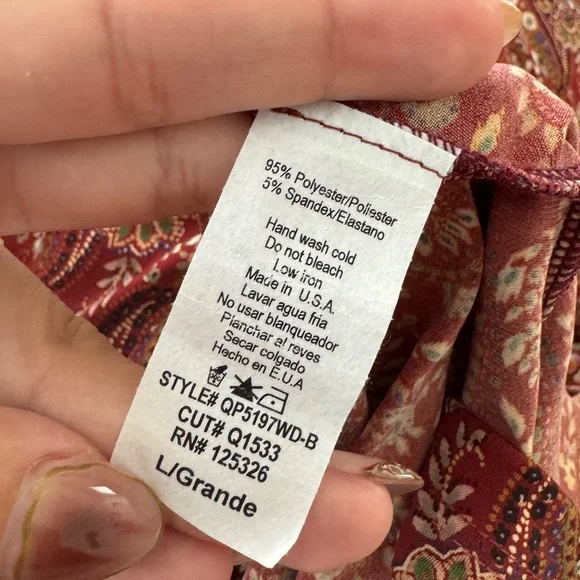 95% Polyester/Poliester
5% Spandex/Elastano
Hand wash cold
Do not bleach
Low iron
Made in U.S.A.
Lavar agua fria
No usar blanqueador
Planchar al reves
Secar colgado
Hecho en E.U.A
STYLE# QP5197WD-B
CUT# Q1533
RN# 125326
L/Grande